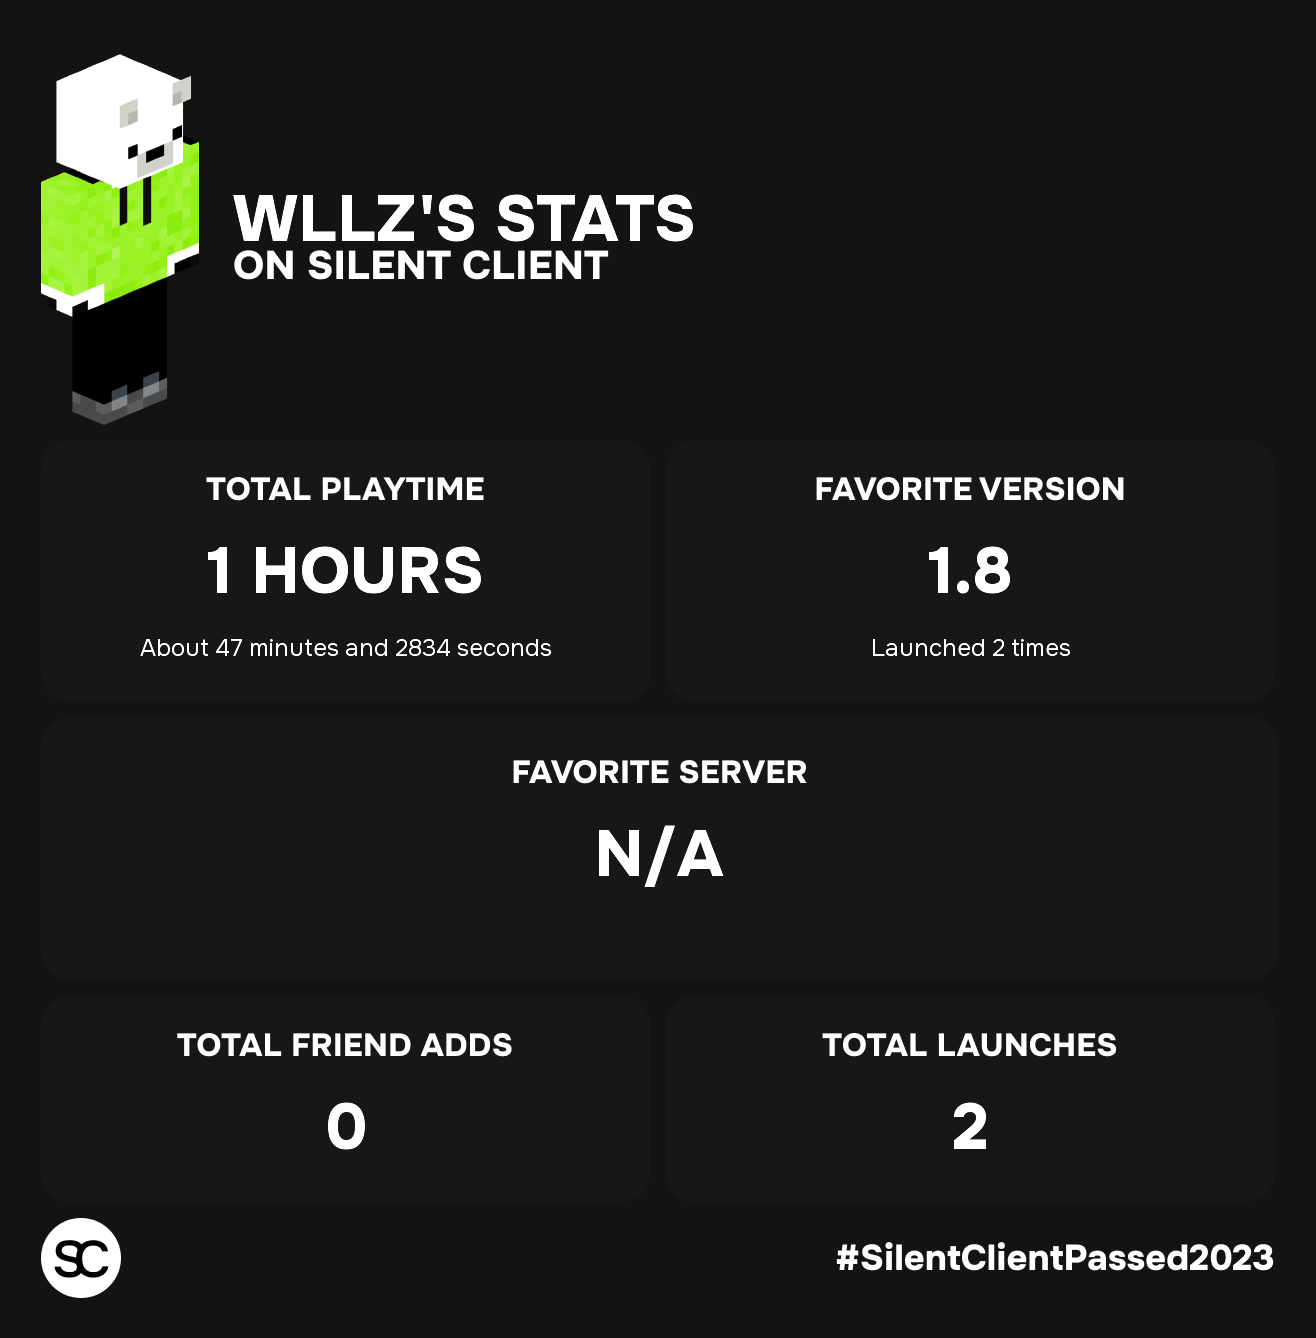 WLLZ'S STATS
ON SILENT CLIENT
TOTAL PLAYTIME
1 HOURS
About 47 minutes and 2834 seconds
FAVORITE VERSION
1.8
Launched 2 times
FAVORITE SERVER
N/A
TOTAL FRIEND ADDS
0
TOTAL LAUNCHES
2
SC
#SilentClientPassed2023